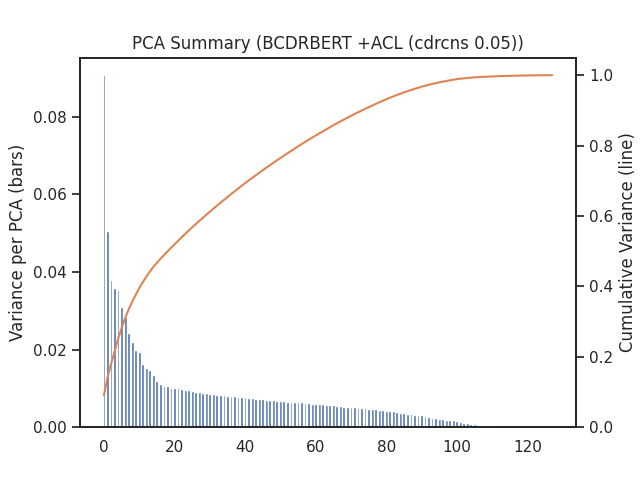 PCA Summary (BCDRBERT +ACL (cdrcns 0.05))
Variance per PCA (bars)
0.08
0.06
0.04
0.02
0.00
0 20 40 60 80 100 120
1.0
0.8
0.6
0.4
0.2
0.0
Cumulative Variance (line)